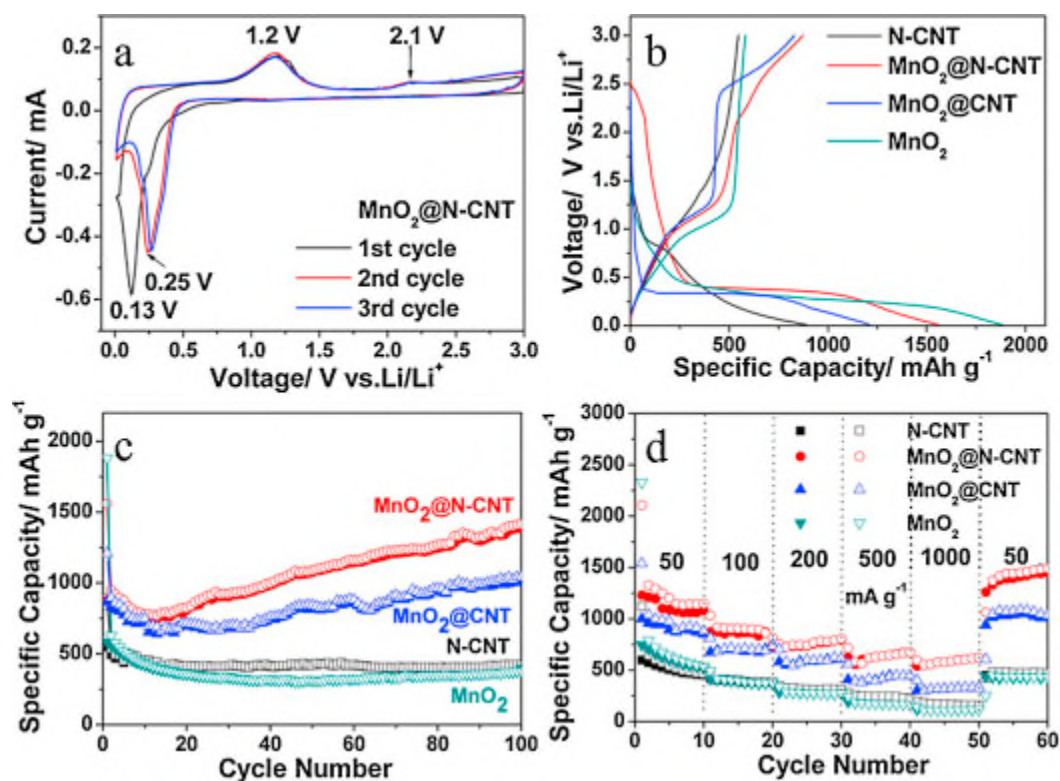 a
1.2 V
2.1 V
0.4
0.2
0.0
-0.2
-0.4
-0.6
Current/ mA
MnO₂@N-CNT
1st cycle
2nd cycle
3rd cycle
0.25 V
0.13 V
0.0 0.5 1.0 1.5 2.0 2.5 3.0
Voltage/ V vs.Li/Li⁺
b
N-CNT
MnO₂@N-CNT
MnO₂@CNT
MnO₂
3.0
2.5
2.0
1.5
1.0
0.5
0.0
Voltage/ V vs.Li/Li⁺
0 500 1000 1500 2000
Specific Capacity/ mAh g⁻¹
c
2000
1500
1000
500
0
Specific Capacity/ mAh g⁻¹
MnO₂@N-CNT
MnO₂@CNT
N-CNT
MnO₂
0 20 40 60 80 100
Cycle Number
d
N-CNT
MnO₂@N-CNT
MnO₂@CNT
MnO₂
3000
2500
2000
1500
1000
500
0
Specific Capacity/ mAh g⁻¹
50 100 200 500 1000 50
mA g⁻¹
0 10 20 30 40 50 60
Cycle Number